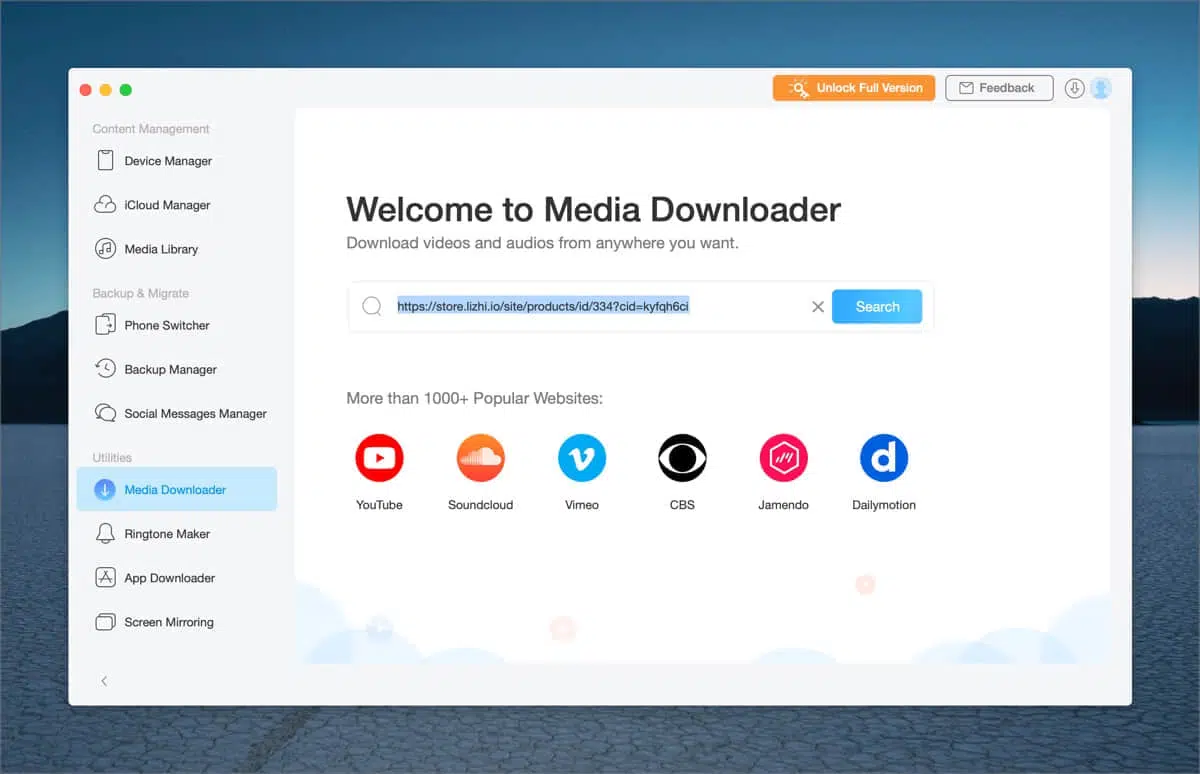 Unlock Full Version
Feedback
Content Management
Device Manager
iCloud Manager
Media Library
Backup & Migrate
Phone Switcher
Backup Manager
Social Messages Manager
Utilities
Media Downloader
Ringtone Maker
App Downloader
Screen Mirroring
Welcome to Media Downloader
Download videos and audios from anywhere you want.
https://store.lizhi.io/site/products/id/334?cid=kyfqh6ci
Search
More than 1000+ Popular Websites:
YouTube
Soundcloud
Vimeo
CBS
Jamendo
Dailymotion